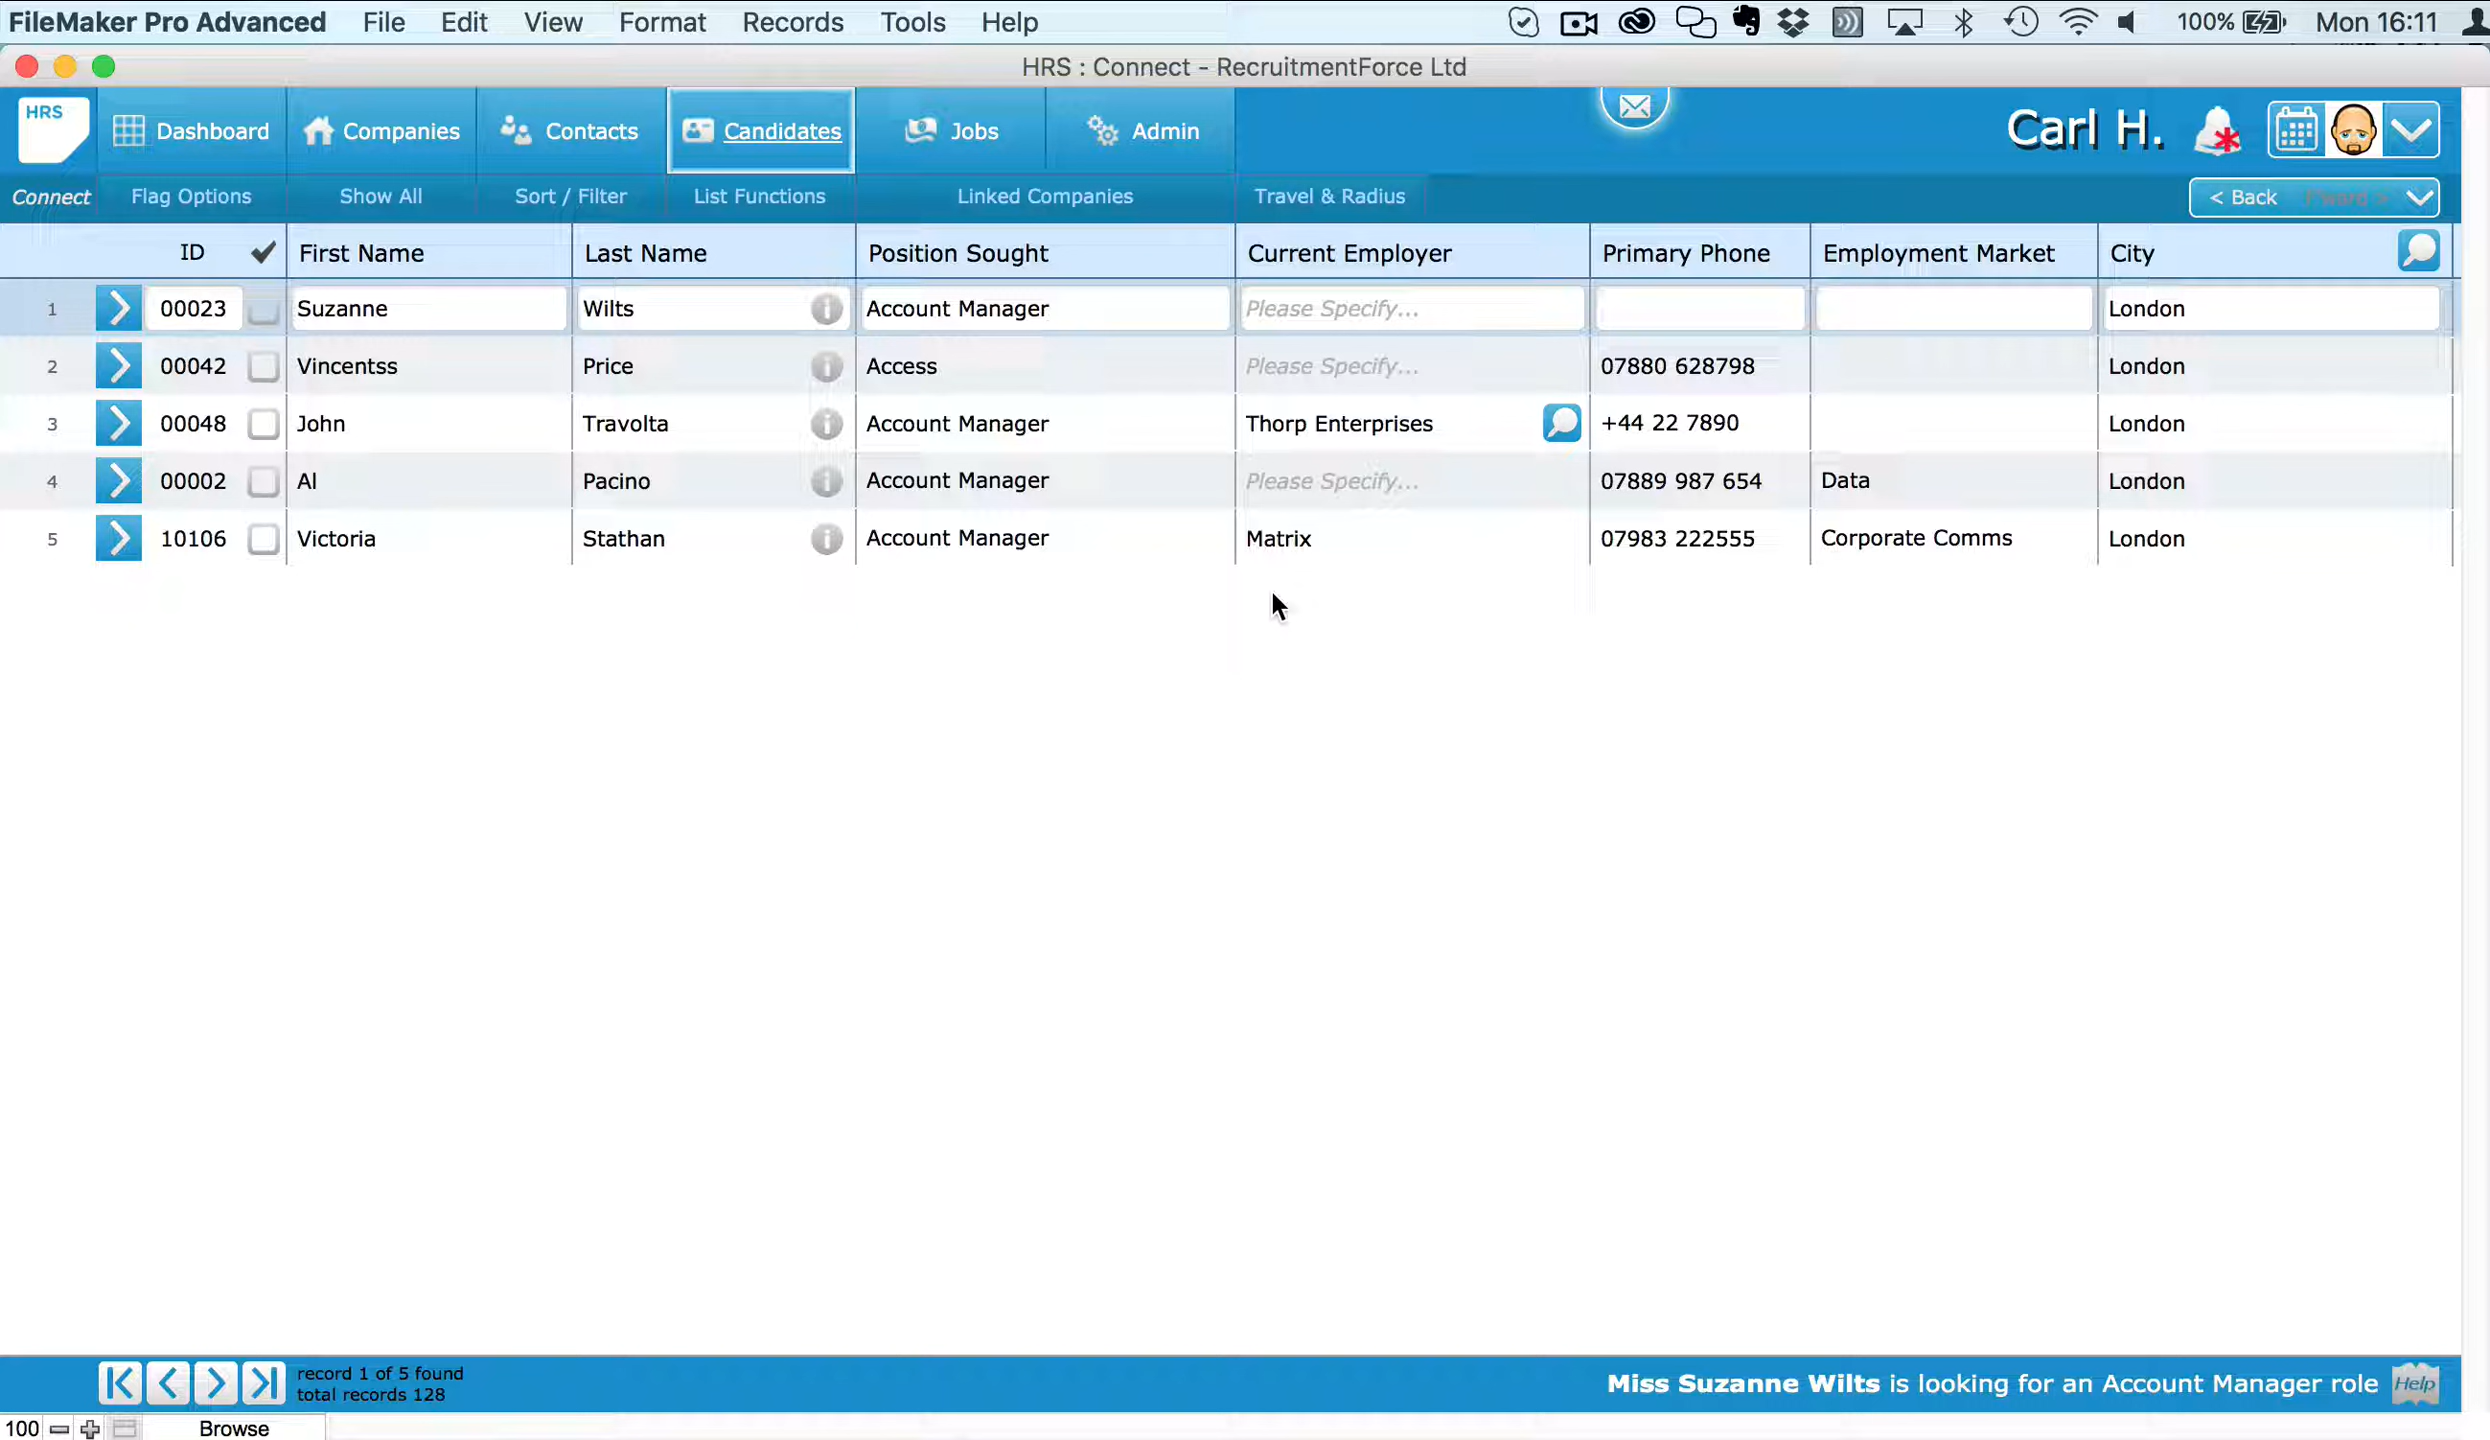 FileMaker Pro Advanced File Edit View Format Records Tools Help 100% Mon 16:11
HRS : Connect - RecruitmentForce Ltd
HRS Dashboard Companies Contacts Candidates Jobs Admin Carl H.
Connect Flag Options Show All Sort / Filter List Functions Linked Companies Travel & Radius < Back
ID First Name Last Name Position Sought Current Employer Primary Phone Employment Market City
1 00023 Suzanne Wilts Account Manager Please Specify... London
2 00042 Vincentss Price Access Please Specify... 07880 628798 London
3 00048 John Travolta Account Manager Thorp Enterprises +44 22 7890 London
4 00002 Al Pacino Account Manager Please Specify... 07889 987 654 Data London
5 10106 Victoria Stathan Account Manager Matrix 07983 222555 Corporate Comms London
record 1 of 5 found
total records 128
Miss Suzanne Wilts is looking for an Account Manager role Help
100 Browse